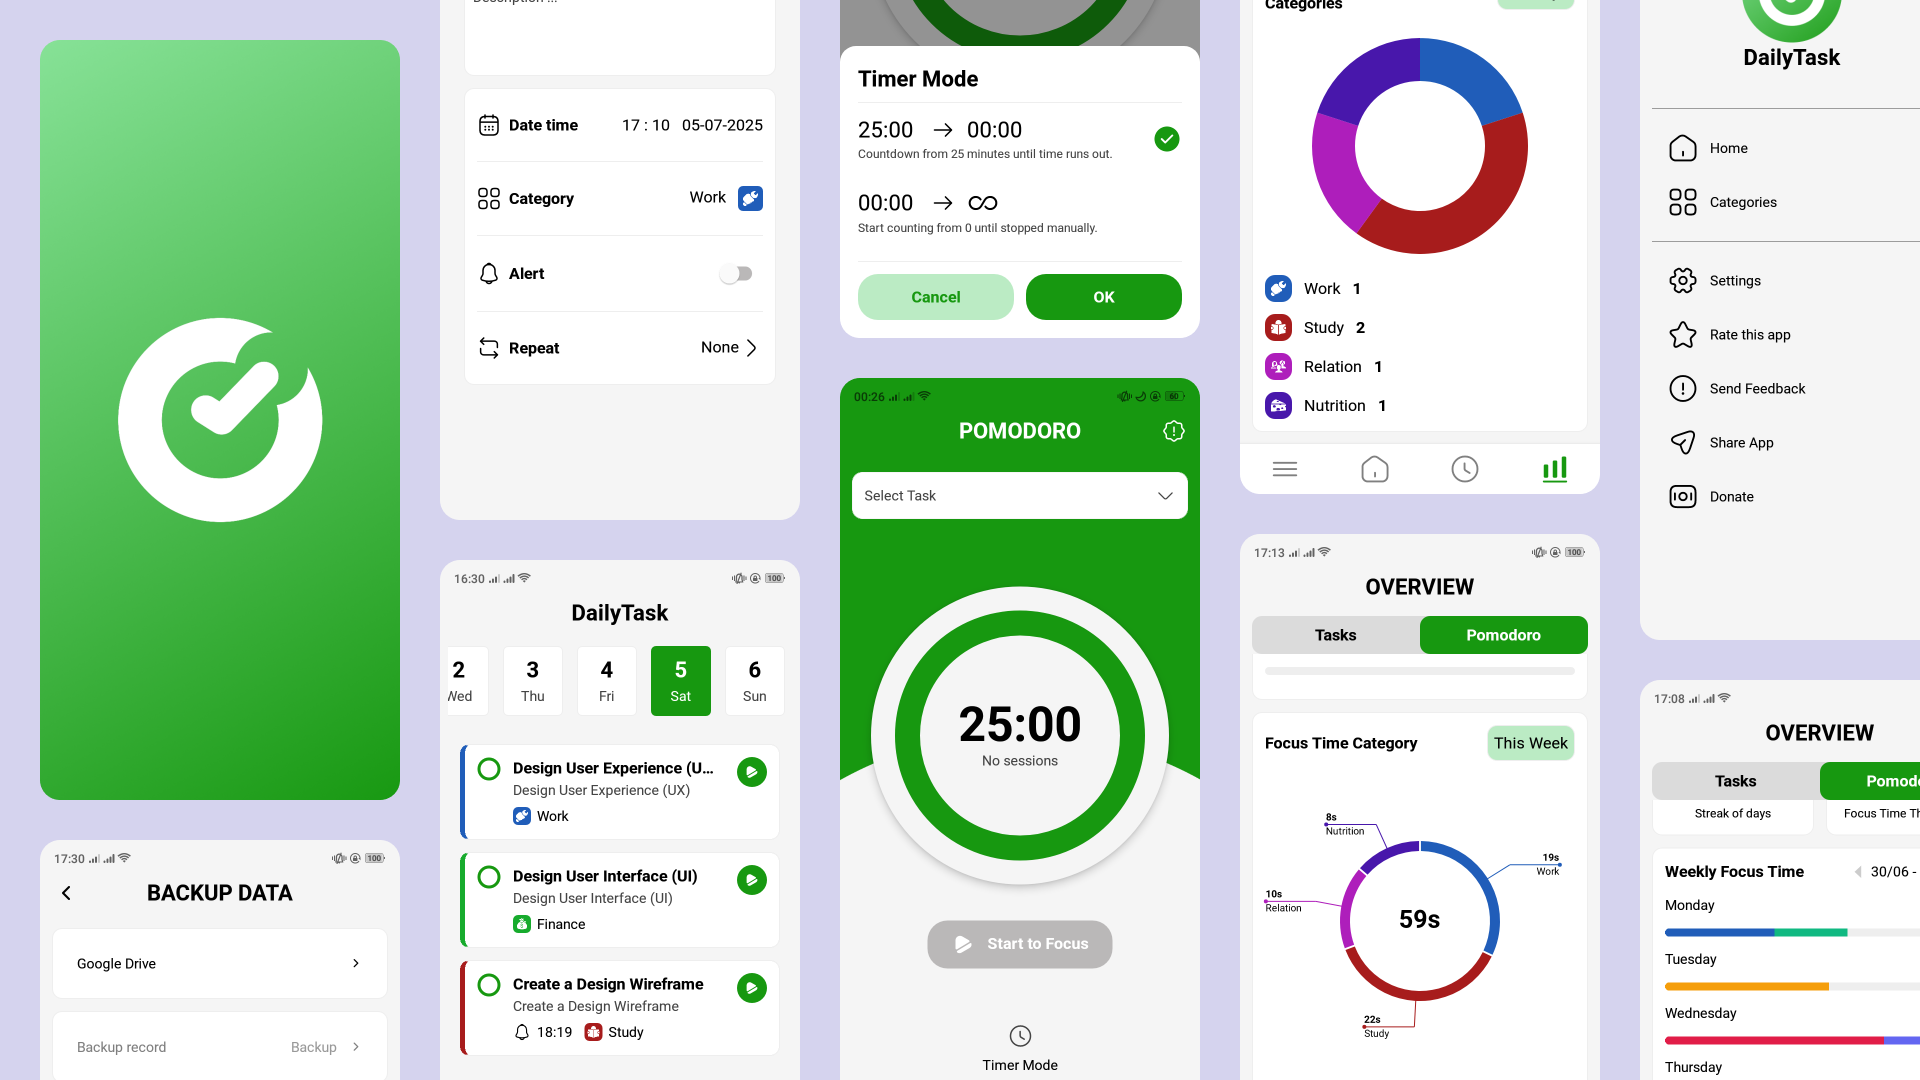 17:30
100
BACKUP DATA
Google Drive
Backup record Backup
Date time 17 : 10 05-07-2025
Category Work
Alert
Repeat None
16:30
100
DailyTask
2 3 4 5 6
Wed Thu Fri Sat Sun
Design User Experience (U...
Design User Experience (UX)
Work
Design User Interface (UI)
Design User Interface (UI)
Finance
Create a Design Wireframe
Create a Design Wireframe
18:19 Study
Timer Mode
25:00 → 00:00
Countdown from 25 minutes until time runs out.
00:00 → ∞
Start counting from 0 until stopped manually.
Cancel OK
00:26
60
POMODORO
Select Task
25:00
No sessions
Start to Focus
Timer Mode
Categories
Work 1
Study 2
Relation 1
Nutrition 1
17:13
100
OVERVIEW
Tasks Pomodoro
Focus Time Category This Week
8s
Nutrition
19s
Work
10s
Relation
59s
22s
Study
DailyTask
Home
Categories
Settings
Rate this app
Send Feedback
Share App
Donate
17:08
OVERVIEW
Tasks Pomod
Streak of days Focus Time Th
Weekly Focus Time 30/06 -
Monday
Tuesday
Wednesday
Thursday